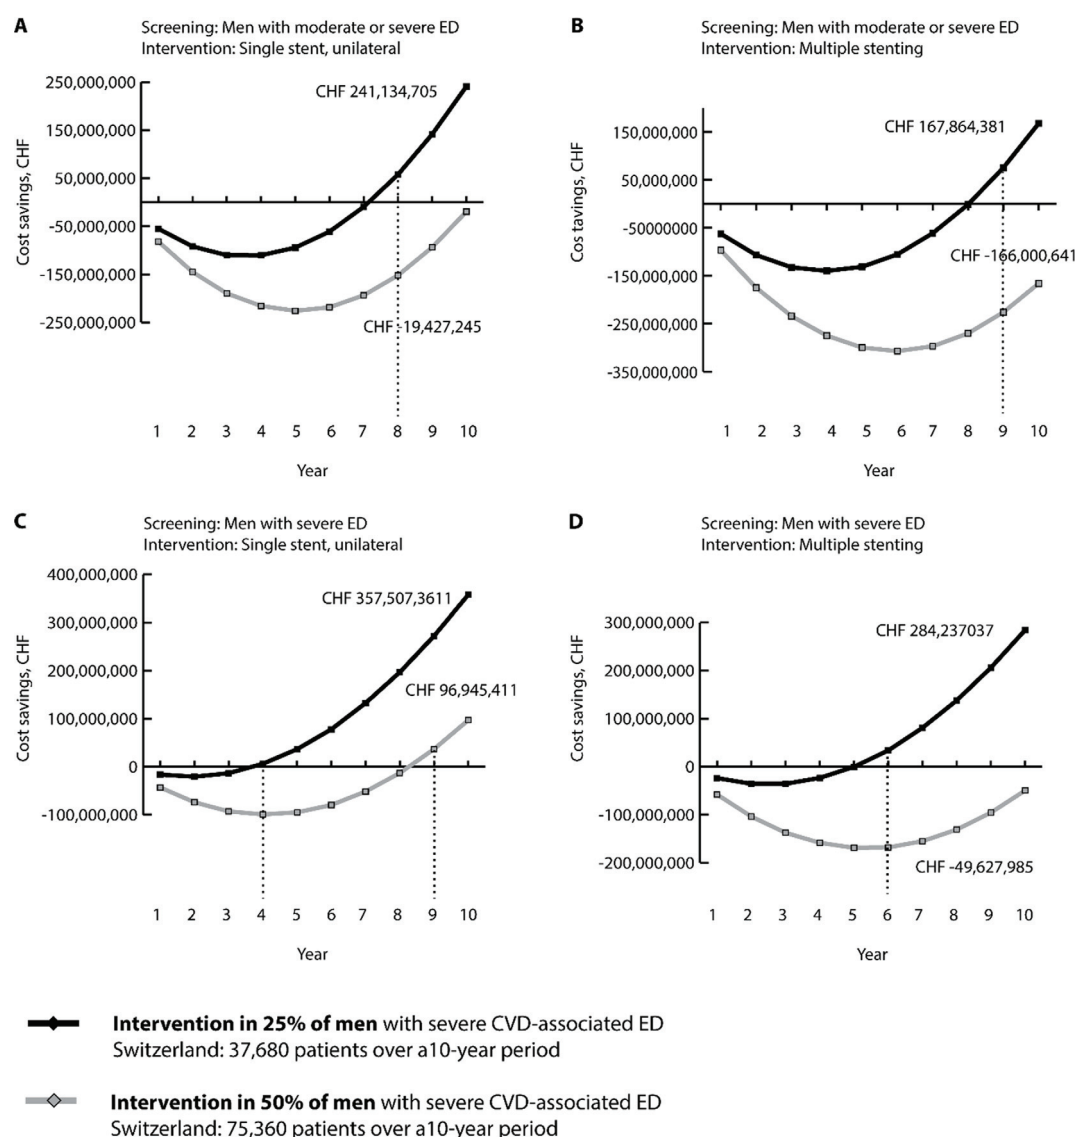 A
Screening: Men with moderate or severe ED
Intervention: Single stent, unilateral
250,000,000
150,000,000
50,000,000
-50,000,000
-150,000,000
-250,000,000
Cost savings, CHF
CHF 241,134,705
CHF -19,427,245
1 2 3 4 5 6 7 8 9 10
Year
B
Screening: Men with moderate or severe ED
Intervention: Multiple stenting
150,000,000
50,000,000
-50000000
-150,000,000
-250,000,000
-350,000,000
Cos tavings, CHF
CHF 167,864,381
CHF -166,000,641
1 2 3 4 5 6 7 8 9 10
Year
C
Screening: Men with severe ED
Intervention: Single stent, unilateral
400,000,000
300,000,000
200,000,000
100,000,000
0
-100,000,000
Cost savings, CHF
CHF 357,507,3611
CHF 96,945,411
1 2 3 4 5 6 7 8 9 10
Year
D
Screening: Men with severe ED
Intervention: Multiple stenting
300,000,000
200,000,000
100,000,000
0
-100,000,000
-200,000,000
Cost savings, CHF
CHF 284,237037
CHF -49,627,985
1 2 3 4 5 6 7 8 9 10
Year
Intervention in 25% of men with severe CVD-associated ED
Switzerland: 37,680 patients over a10-year period
Intervention in 50% of men with severe CVD-associated ED
Switzerland: 75,360 patients over a10-year period